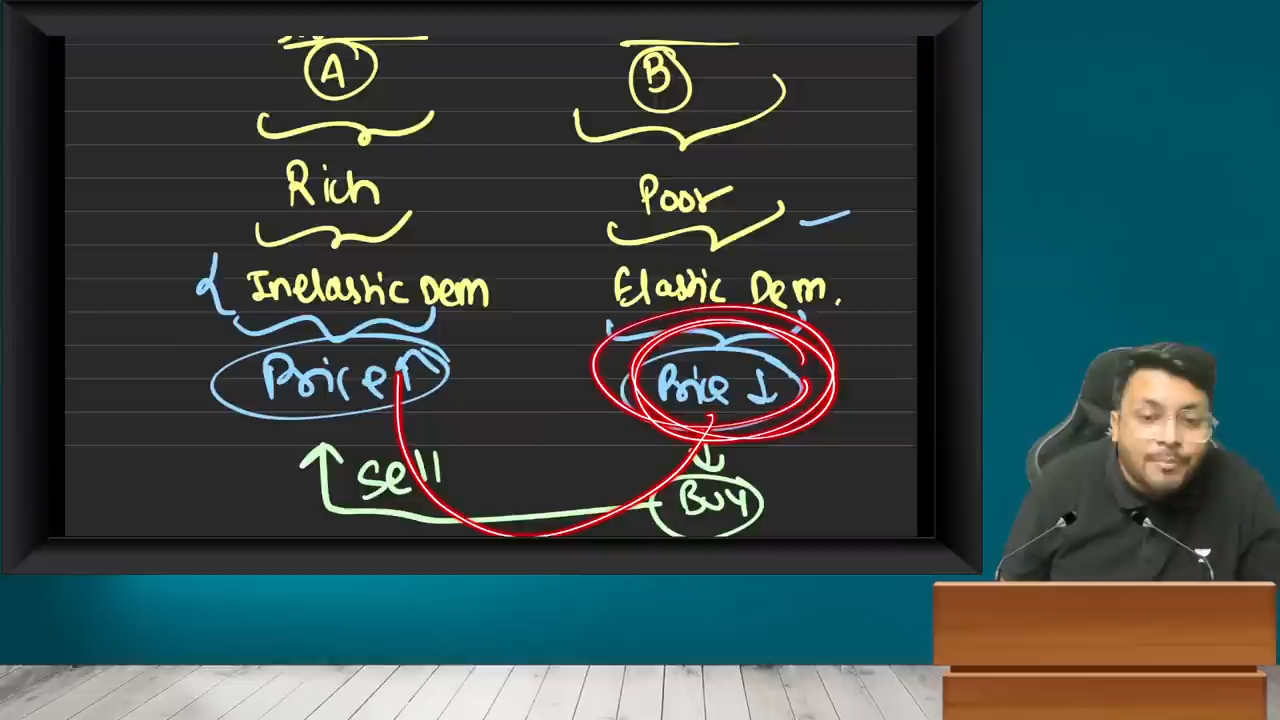 A B
Rich Poor
Inelastic Dem Elastic Dem.
Price ↑ Price ↓
Sell Buy